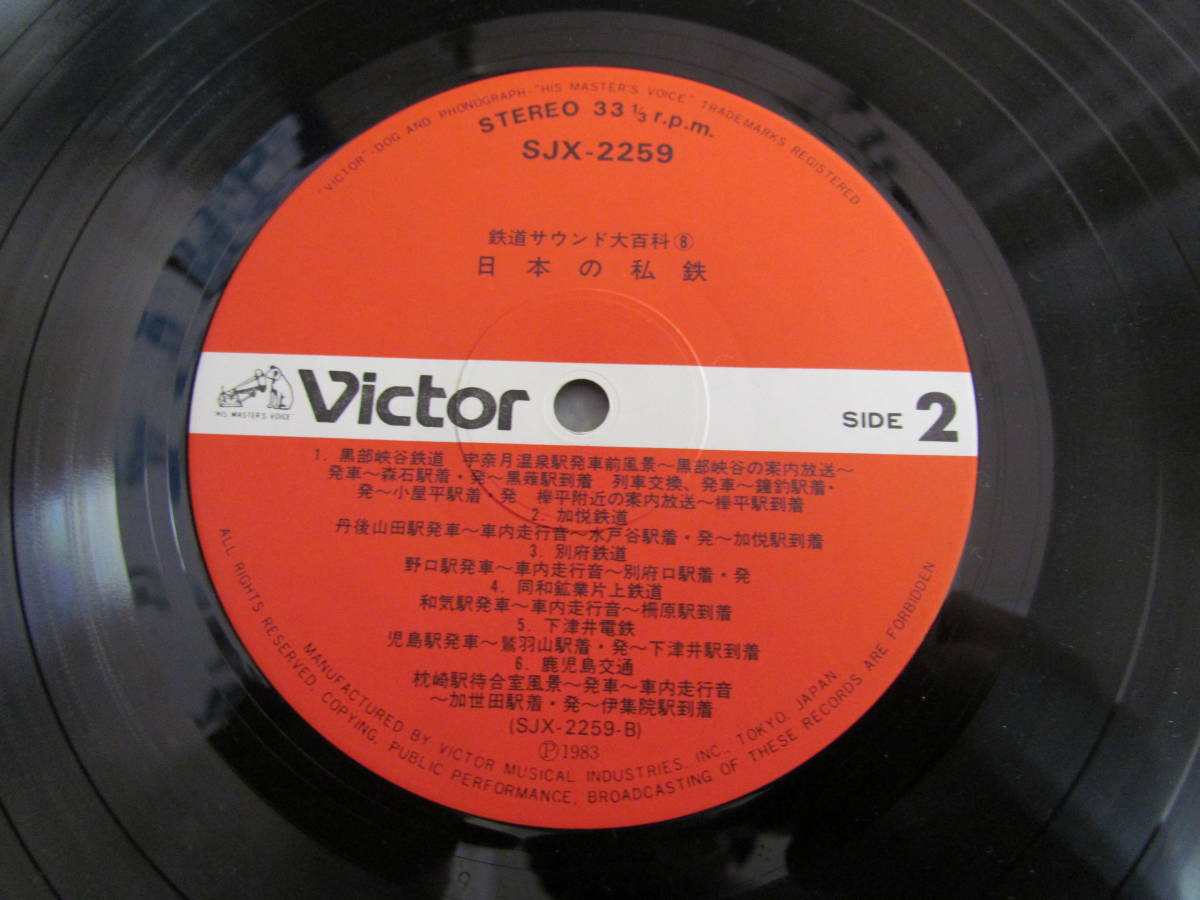 "VICTOR"-DOG AND PHONOGRAPH-"HIS MASTER'S VOICE" TRADEMARKS REGISTERED
STEREO 33 1/3 r.p.m.
SJX-2259
鉄道サウンド大百科⑧
日本の私鉄
"HIS MASTER'S VOICE"
Victor
SIDE 2
1. 黒部峡谷鉄道 宇奈月温泉駅発車前風景〜黒部峡谷の案内放送〜
発車〜森石駅着・発〜黒薙駅到着 列車交換、発車〜鐘釣駅着・
発〜小屋平駅着・発 欅平附近の案内放送〜欅平駅到着
2. 加悦鉄道
丹後山田駅発車〜車内走行音〜水戸谷駅着・発〜加悦駅到着
3. 別府鉄道
野口駅発車〜車内走行音〜別府口駅着・発
4. 同和鉱業片上鉄道
和気駅発車〜車内走行音〜柵原駅到着
5. 下津井電鉄
児島駅発車〜鷲羽山駅着・発〜下津井駅到着
6. 鹿児島交通
枕崎駅待合室風景〜発車〜車内走行音
〜加世田駅着・発〜伊集院駅到着
(SJX-2259-B)
Ⓟ1983
MANUFACTURED BY VICTOR MUSICAL INDUSTRIES, INC., TOKYO, JAPAN
ALL RIGHTS RESERVED. COPYING, PUBLIC PERFORMANCE, BROADCASTING OF THESE RECORDS ARE FORBIDDEN